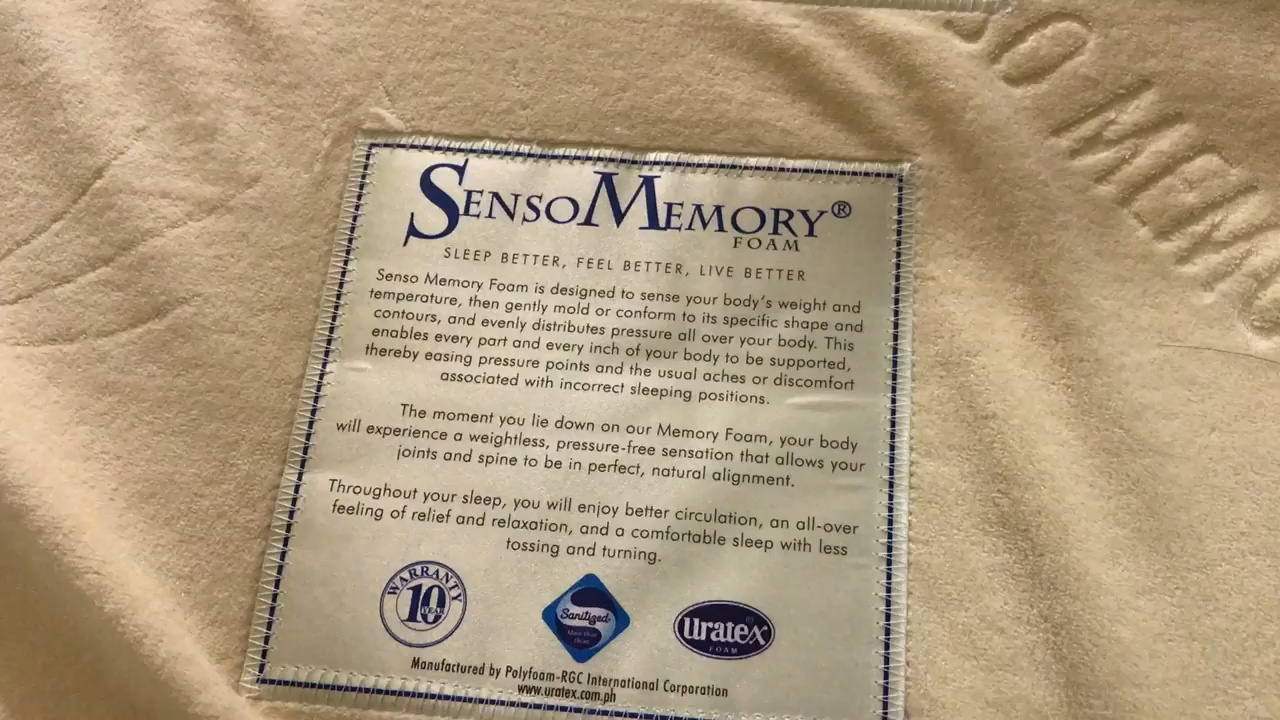 SO MEMO
SENSOMEMORY®
FOAM
SLEEP BETTER, FEEL BETTER, LIVE BETTER
Senso Memory Foam is designed to sense your body's weight and
temperature, then gently mold or conform to its specific shape and
contours, and evenly distributes pressure all over your body. This
enables every part and every inch of your body to be supported,
thereby easing pressure points and the usual aches or discomfort
associated with incorrect sleeping positions.
The moment you lie down on our Memory Foam, your body
will experience a weightless, pressure-free sensation that allows your
joints and spine to be in perfect, natural alignment.
Throughout your sleep, you will enjoy better circulation, an all-over
feeling of relief and relaxation, and a comfortable sleep with less
tossing and turning.
WARRANTY
10 YEAR
Sanitized
uratex®
FOAM
Manufactured by Polyfoam-RGC International Corporation
www.uratex.com.ph